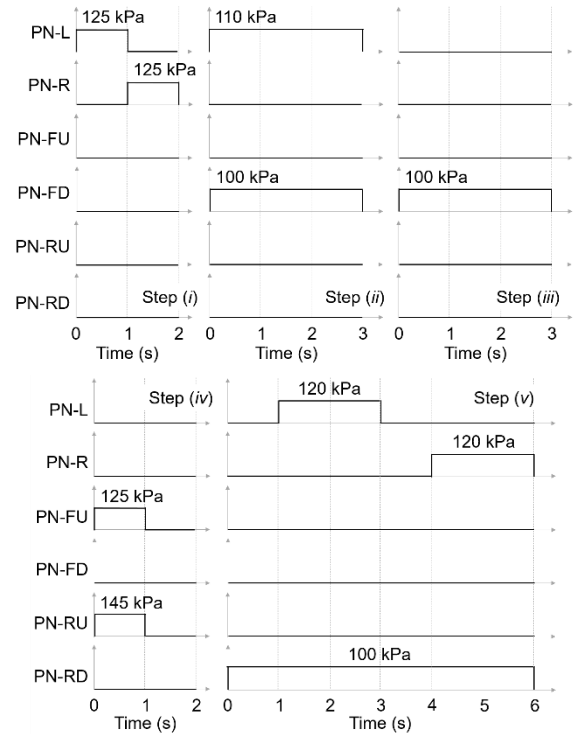 125 kPa
110 kPa
PN-L
125 kPa
PN-R
PN-FU
100 kPa
100 kPa
PN-FD
PN-RU
Step (i)
Step (ii)
Step (iii)
PN-RD
0 1 2
0 1 2 3
0 1 2 3
Time (s)
Time (s)
Time (s)
Step (iv)
120 kPa
Step (v)
PN-L
120 kPa
PN-R
125 kPa
PN-FU
PN-FD
145 kPa
PN-RU
100 kPa
PN-RD
0 1 2
0 1 2 3 4 5 6
Time (s)
Time (s)